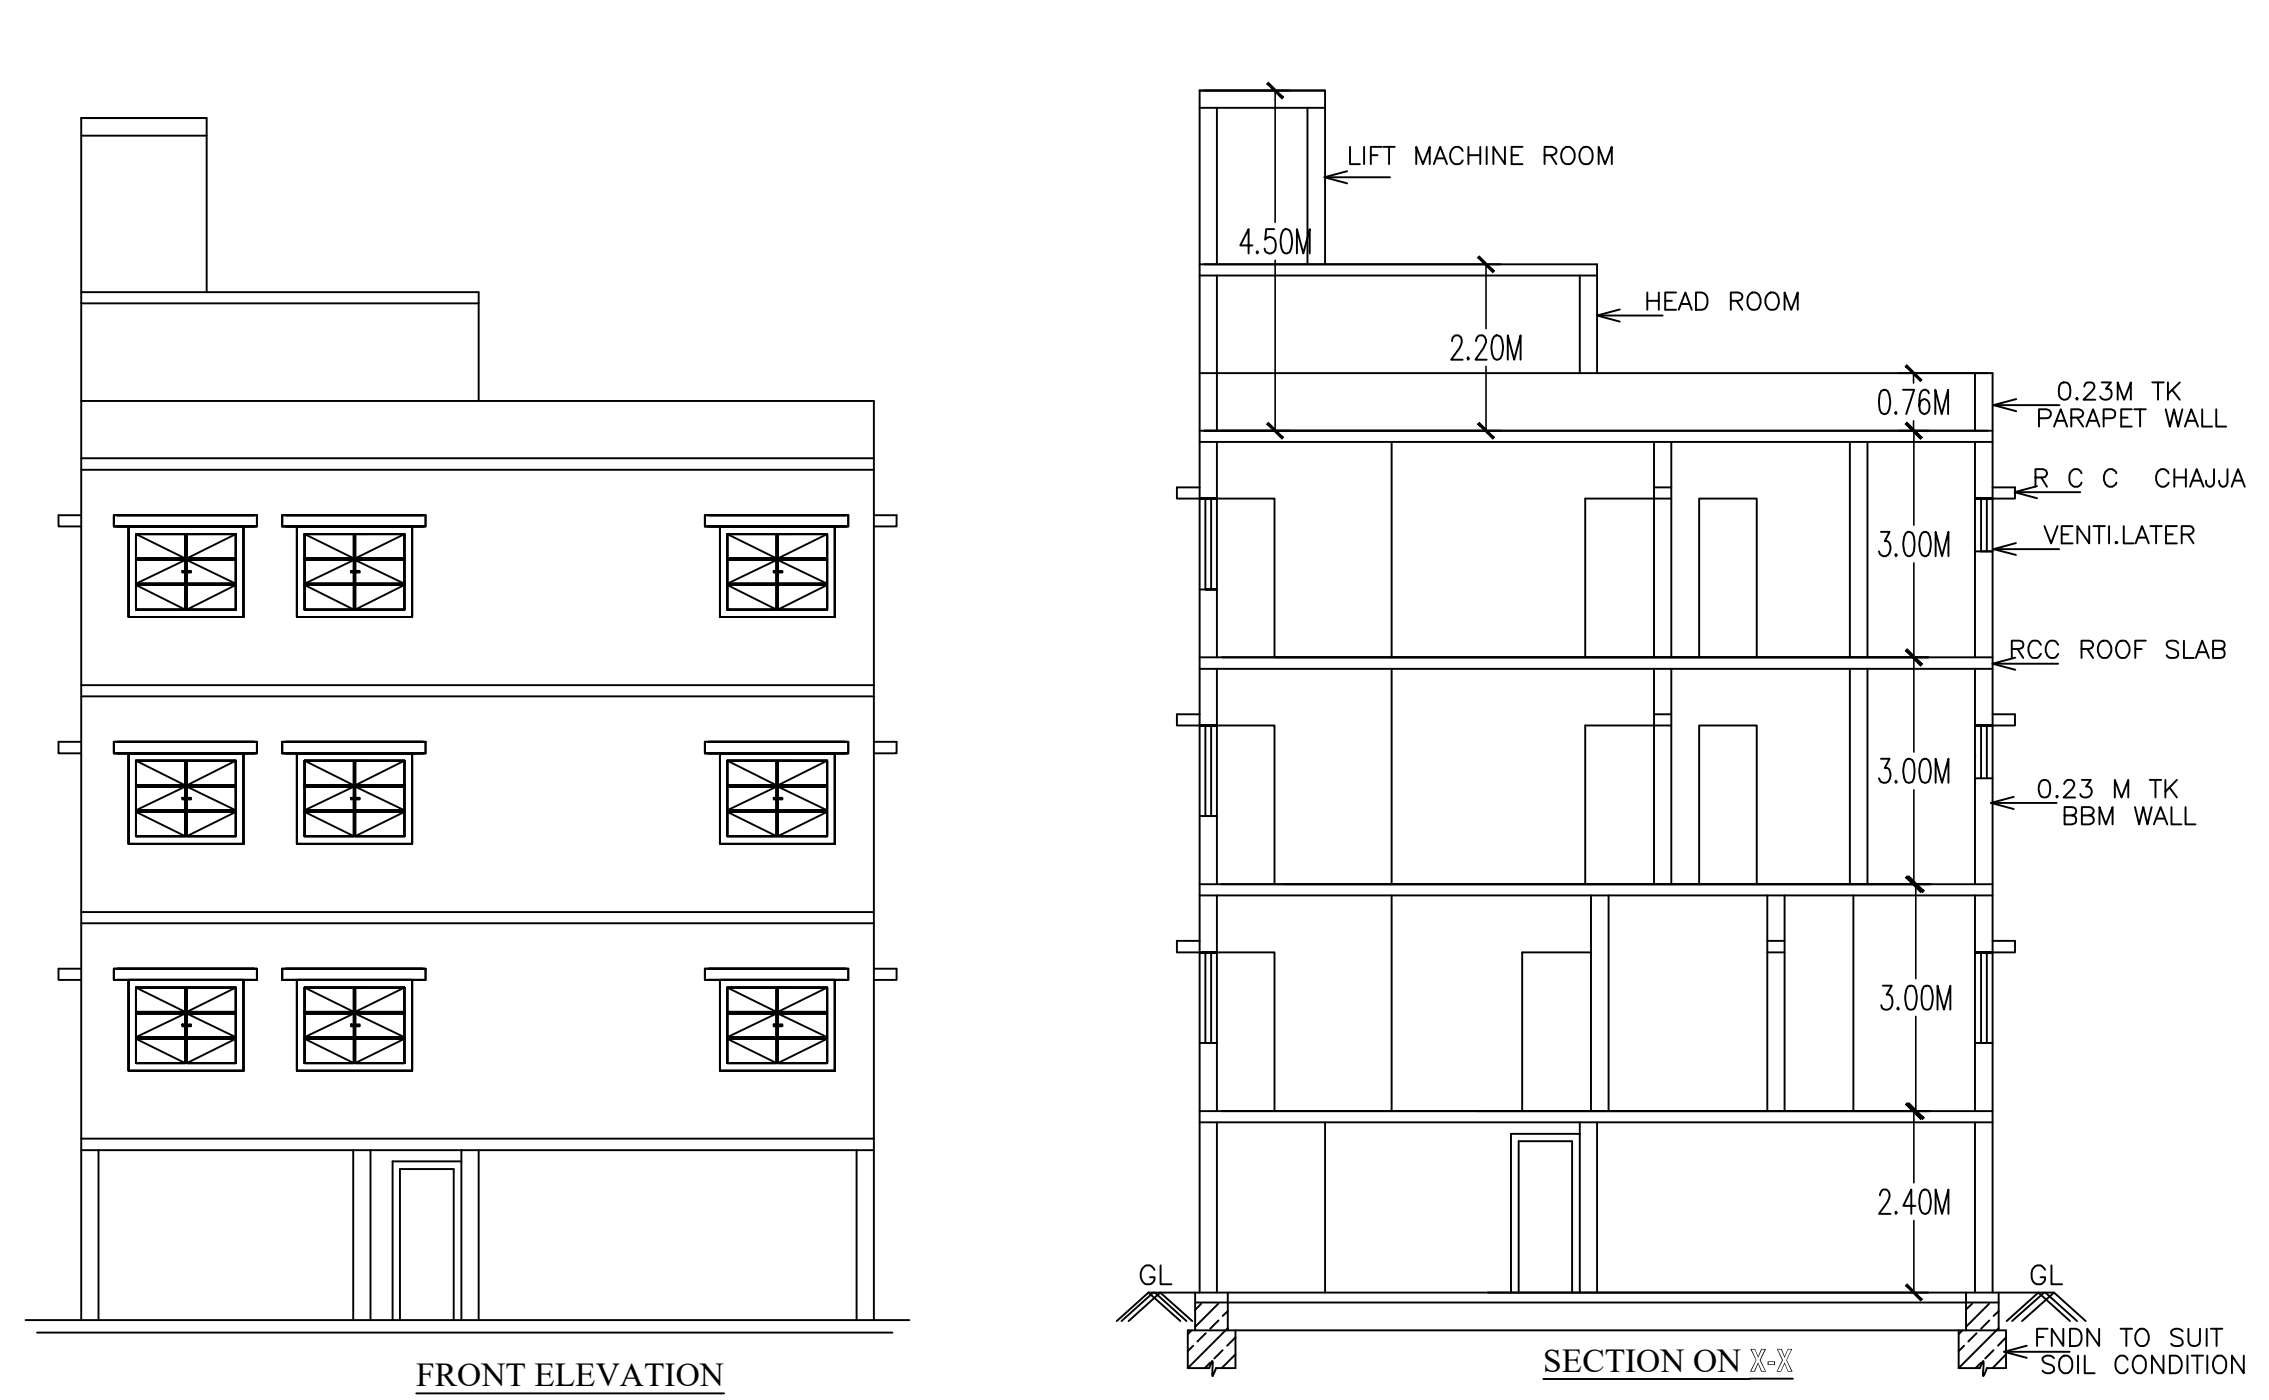 LIFT MACHINE ROOM
4.50M
HEAD ROOM
2.20M
0.76M
0.23M TK
PARAPET WALL
R C C CHAJJA
VENTI.LATER
3.00M
RCC ROOF SLAB
3.00M
0.23 M TK
BBM WALL
3.00M
2.40M
GL
GL
FNDN TO SUIT
SOIL CONDITION
FRONT ELEVATION
SECTION ON X-X